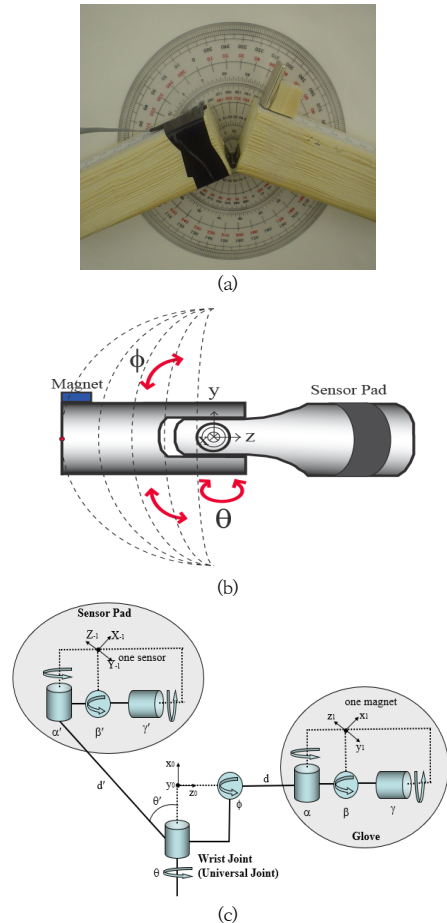 (a)
ϕ
Magnet
y
Sensor Pad
z
θ
(b)
Sensor Pad
Z-1 X-1
Y-1 one sensor
α' β' γ'
d'
θ'
x0
y0 z0
ϕ
d
Wrist Joint
(Universal Joint)
θ
one magnet
z1 x1
y1
α β γ
Glove
(c)